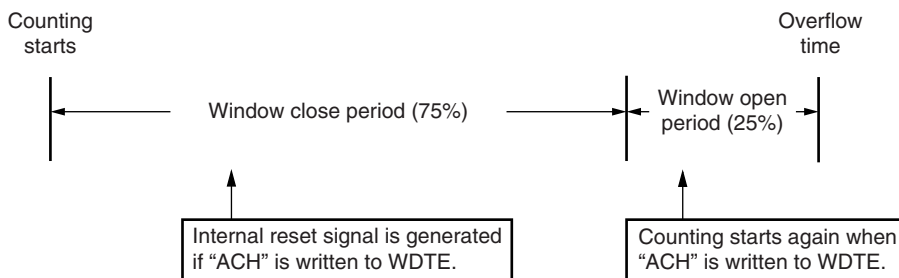 Counting
starts
Overflow
time
Window close period (75%)
Window open
period (25%)
Internal reset signal is generated
if “ACH” is written to WDTE.
Counting starts again when
“ACH” is written to WDTE.